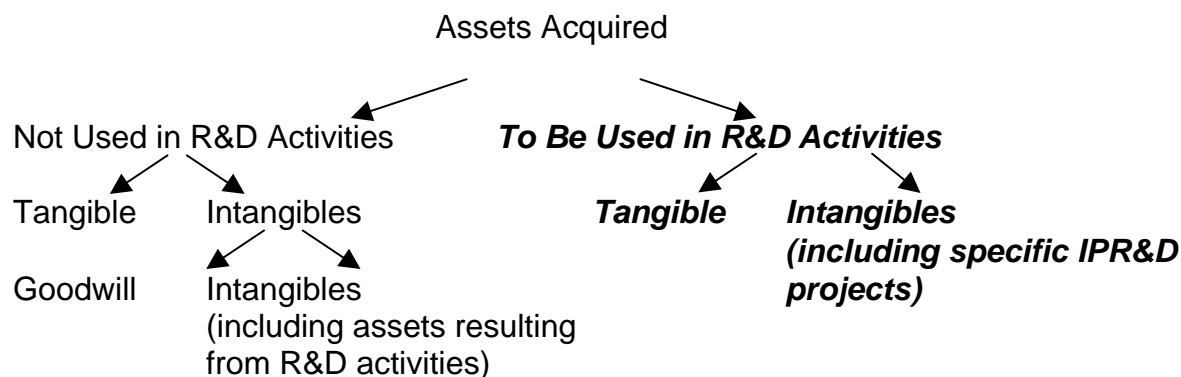 Assets Acquired
Not Used in R&D Activities To Be Used in R&D Activities
Tangible Intangibles Tangible Intangibles
(including specific IPR&D
Goodwill Intangibles projects)
(including assets resulting
from R&D activities)